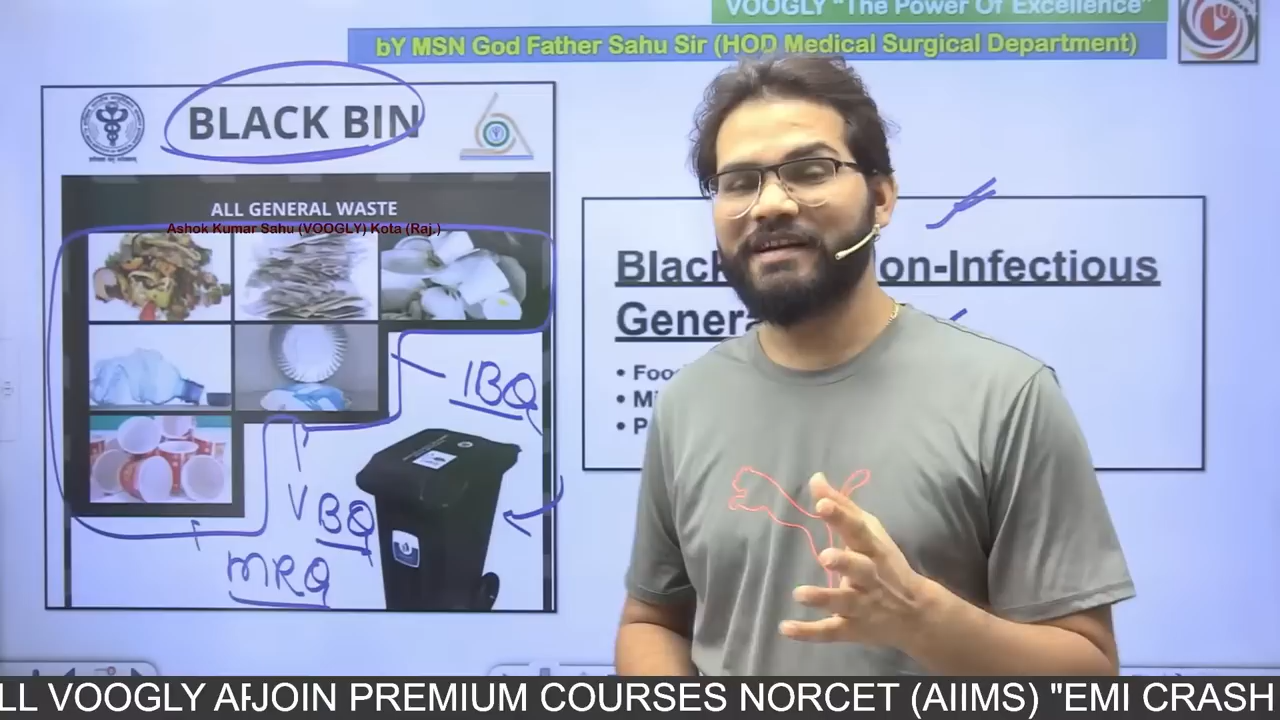 VOOGLY "The Power Of Excellence"
bY MSN God Father Sahu Sir (HOD Medical Surgical Department)
BLACK BIN
ALL GENERAL WASTE
Ashok Kumar Sahu (VOOGLY) Kota (Raj.)
IBQ
VBQ
MRQ
Black on-Infectious
Genera
• Foo
• Mi
• P
LL VOOGLY AF JOIN PREMIUM COURSES NORCET (AIIMS) "EMI CRASH